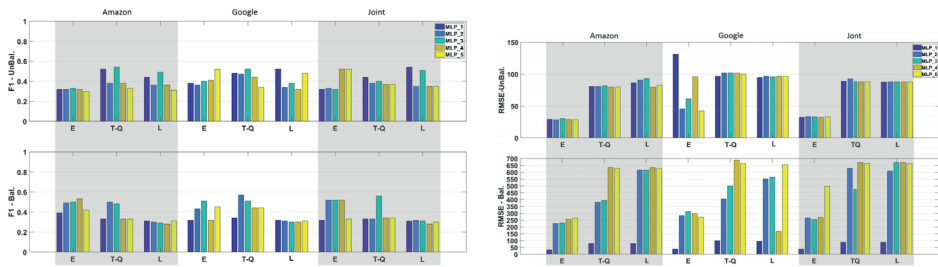 Amazon Google Joint
F1 - UnBal.
1
0.8
0.6
0.4
0.2
0
MLP_1
MLP_2
MLP_3
MLP_4
E T-Q L E T-Q L E T-Q L
F1 - Bal.
1
0.8
0.6
0.4
0.2
0
E T-Q L E T-Q L E T-Q L
Amazon Google Jont
RMSE-UnBal.
150
100
50
0
MLP_1
MLP_2
MLP_3
MLP_4
MLP_5
E T-Q L E T-Q L E T-Q L
RMSE - Bal.
700
650
600
550
500
450
400
350
300
250
200
150
100
50
0
E T-Q L E T-Q L E TQ L